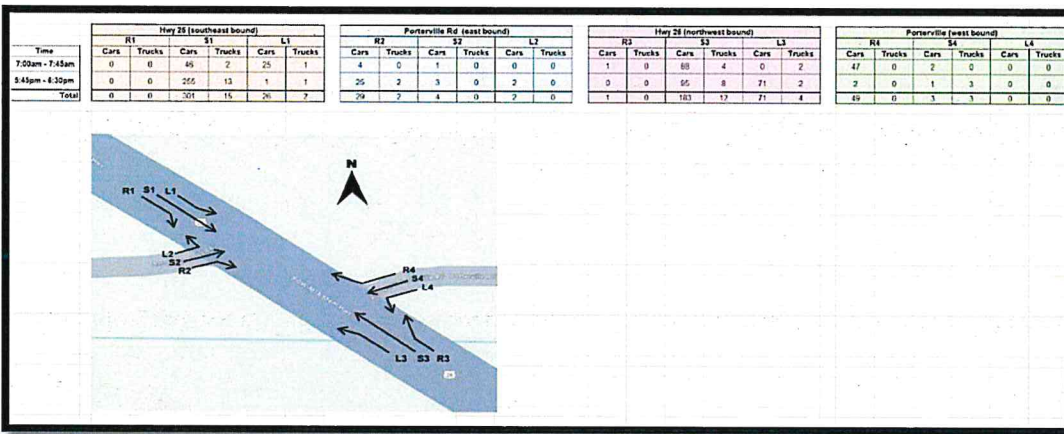 Hwy 26 (southeast bound) Porterville Rd (east bound) Hwy 26 (northwest bound) Porterville (west bound)
R1 S1 L1 R2 S2 L2 R3 S3 L3 R4 S4 L4
Time Cars Trucks Cars Trucks Cars Trucks Cars Trucks Cars Trucks Cars Trucks Cars Trucks Cars Trucks Cars Trucks Cars Trucks Cars Trucks Cars Trucks
7:00am - 7:45am 0 0 46 2 25 1 4 0 1 0 0 0 1 0 88 4 0 2 47 0 2 0 0 0
5:45pm - 6:30pm 0 0 255 13 1 1 25 2 3 0 2 0 0 0 95 8 71 2 2 0 1 3 0 0
Total 0 0 301 15 26 2 29 2 4 0 2 0 1 0 183 12 71 4 49 0 3 3 0 0
N
R1 S1 L1
L2
S2
R2
R4
S4
L4
L3 S3 R3